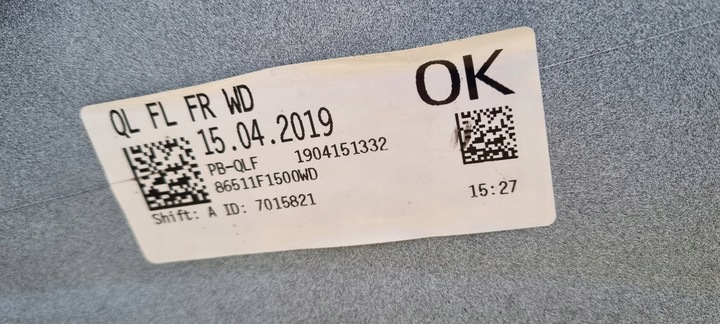 QL FL FR WD
OK
15.04.2019
PB-QLF 1904151332
86511F1500WD
Shift: A ID: 7015821
15:27